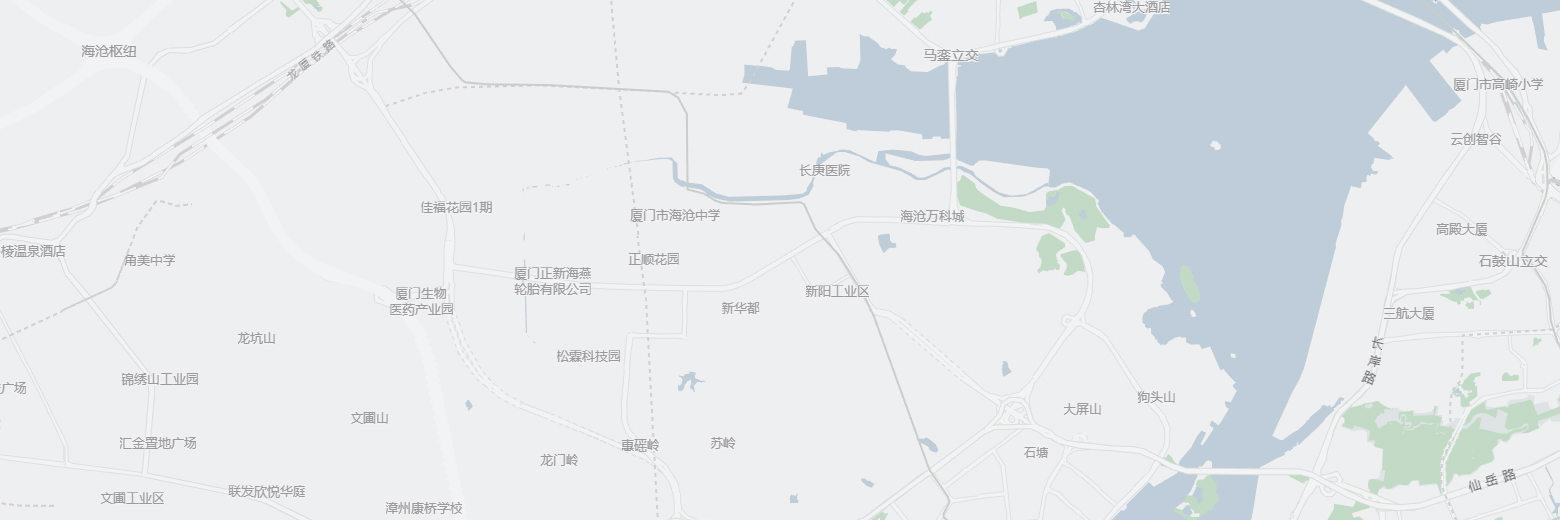 杏林湾大酒店
海沧枢纽
龙厦铁路
马銮立交
厦门市高崎小学
云创智谷
长庚医院
佳福花园1期
厦门市海沧中学
海沧万科城
高殿大厦
棱温泉酒店
角美中学
正顺花园
石鼓山立交
厦门正新海燕
轮胎有限公司
厦门生物
医药产业园
新阳工业区
新华都
三航大厦
龙坑山
长岸路
松霖科技园
锦绣山工业园
广场
狗头山
大屏山
文圃山
汇金置地广场
惠磘岭
苏岭
石塘
龙门岭
仙岳路
联发欣悦华庭
文圃工业区
漳州康桥学校